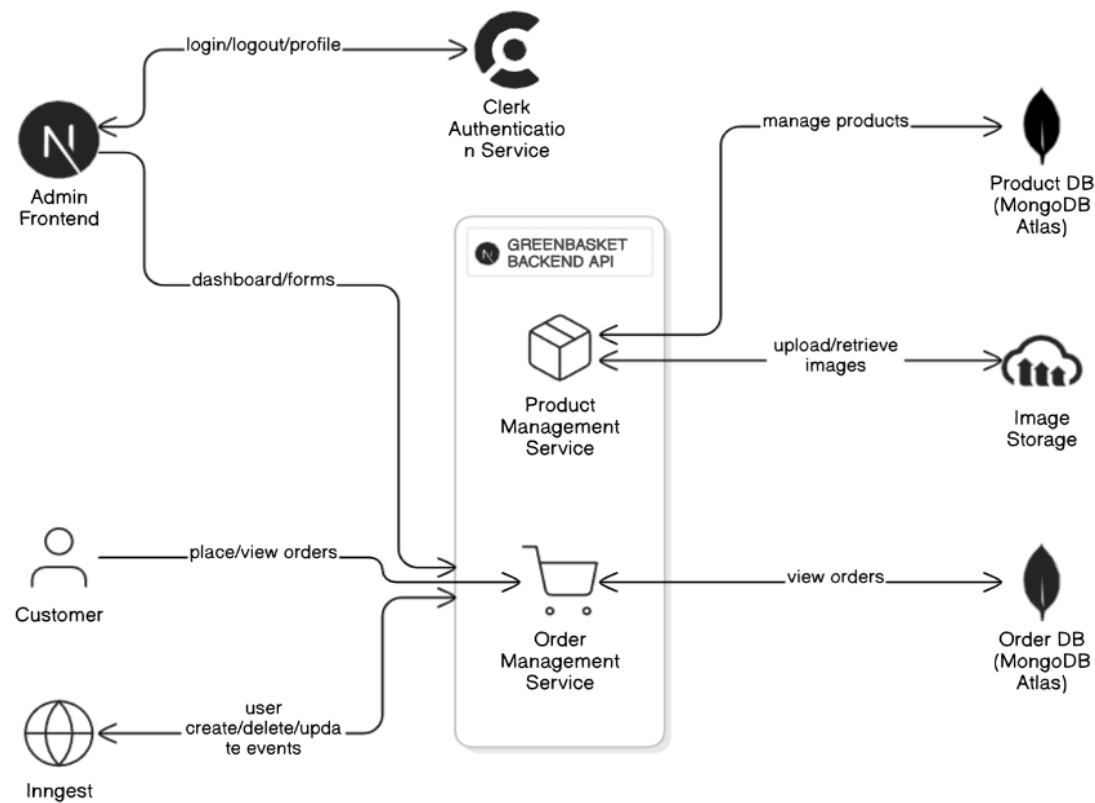 login/logout/profile
Clerk
Authenticatio
n Service
N
Admin
Frontend
manage products
Product DB
(MongoDB
Atlas)
N
GREENBASKET
BACKEND API
dashboard/forms
Product
Management
Service
upload/retrieve
images
Image
Storage
Customer
place/view orders
Order
Management
Service
view orders
Order DB
(MongoDB
Atlas)
Inngest
user
create/delete/upda
te events